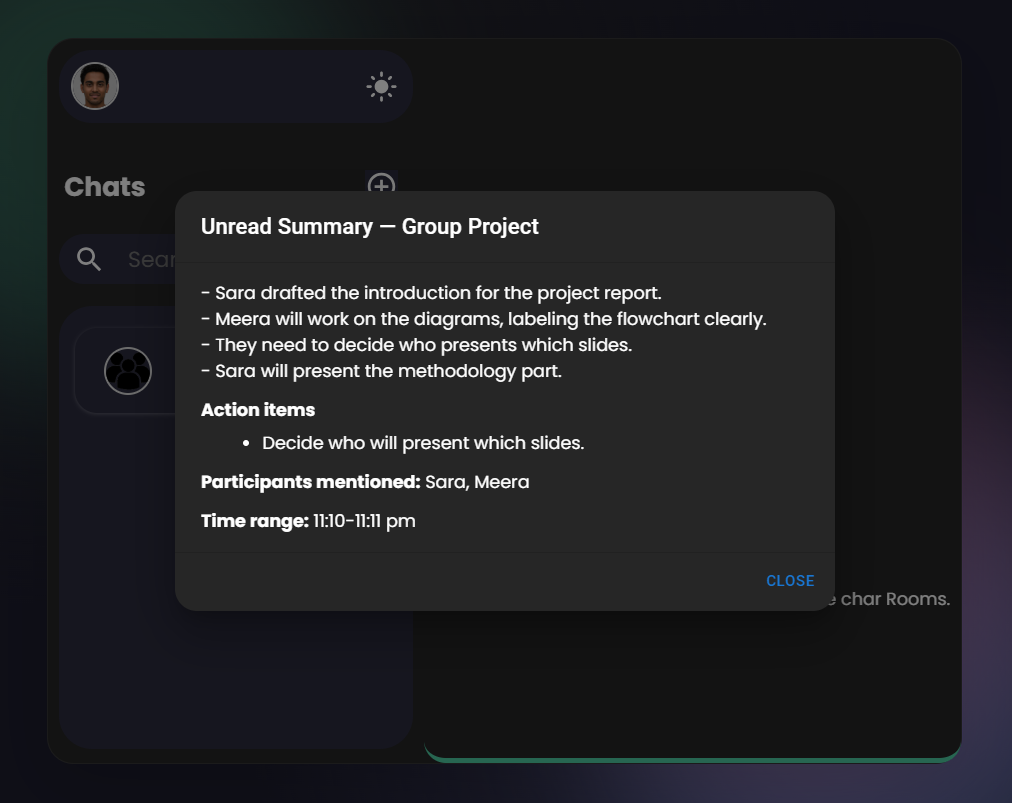 Chats
Sear
Unread Summary — Group Project
- Sara drafted the introduction for the project report.
- Meera will work on the diagrams, labeling the flowchart clearly.
- They need to decide who presents which slides.
- Sara will present the methodology part.
Action items
• Decide who will present which slides.
Participants mentioned: Sara, Meera
Time range: 11:10-11:11 pm
CLOSE
e char Rooms.